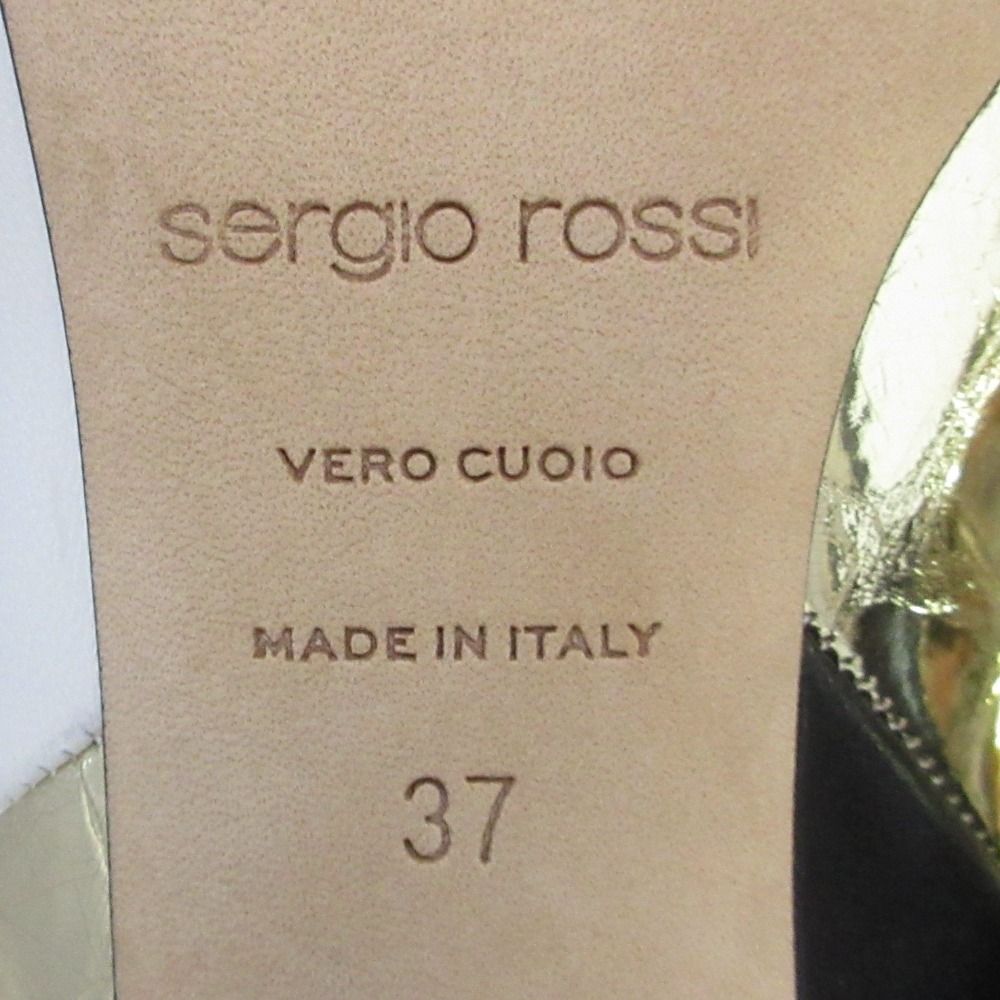 sergio rossi
VERO CUOIO
MADE IN ITALY
37